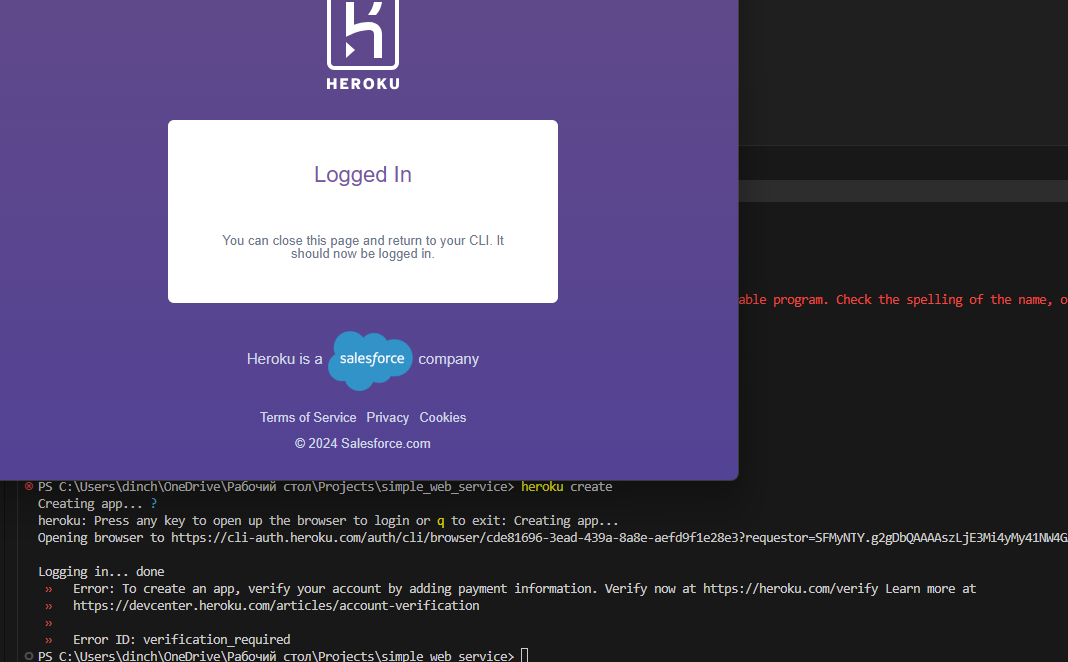 HEROKU
Logged In
You can close this page and return to your CLI. It
should now be logged in.
able program. Check the spelling of the name, o
Heroku is a salesforce company
Terms of Service Privacy Cookies
© 2024 Salesforce.com
PS C:\Users\dinch\OneDrive\Рабочий стол\Projects\simple_web_service> heroku create
Creating app... ?
heroku: Press any key to open up the browser to login or q to exit: Creating app...
Opening browser to https://cli-auth.heroku.com/auth/cli/browser/cde81696-3ead-439a-8a8e-aefd9f1e28e3?requestor=SFMyNTY.g2gDbQAAAAszLjE3Mi4yMy41NW4G
Logging in... done
» Error: To create an app, verify your account by adding payment information. Verify now at https://heroku.com/verify Learn more at
» https://devcenter.heroku.com/articles/account-verification
»
» Error ID: verification_required
PS C:\Users\dinch\OneDrive\Рабочий стол\Projects\simple_web_service>